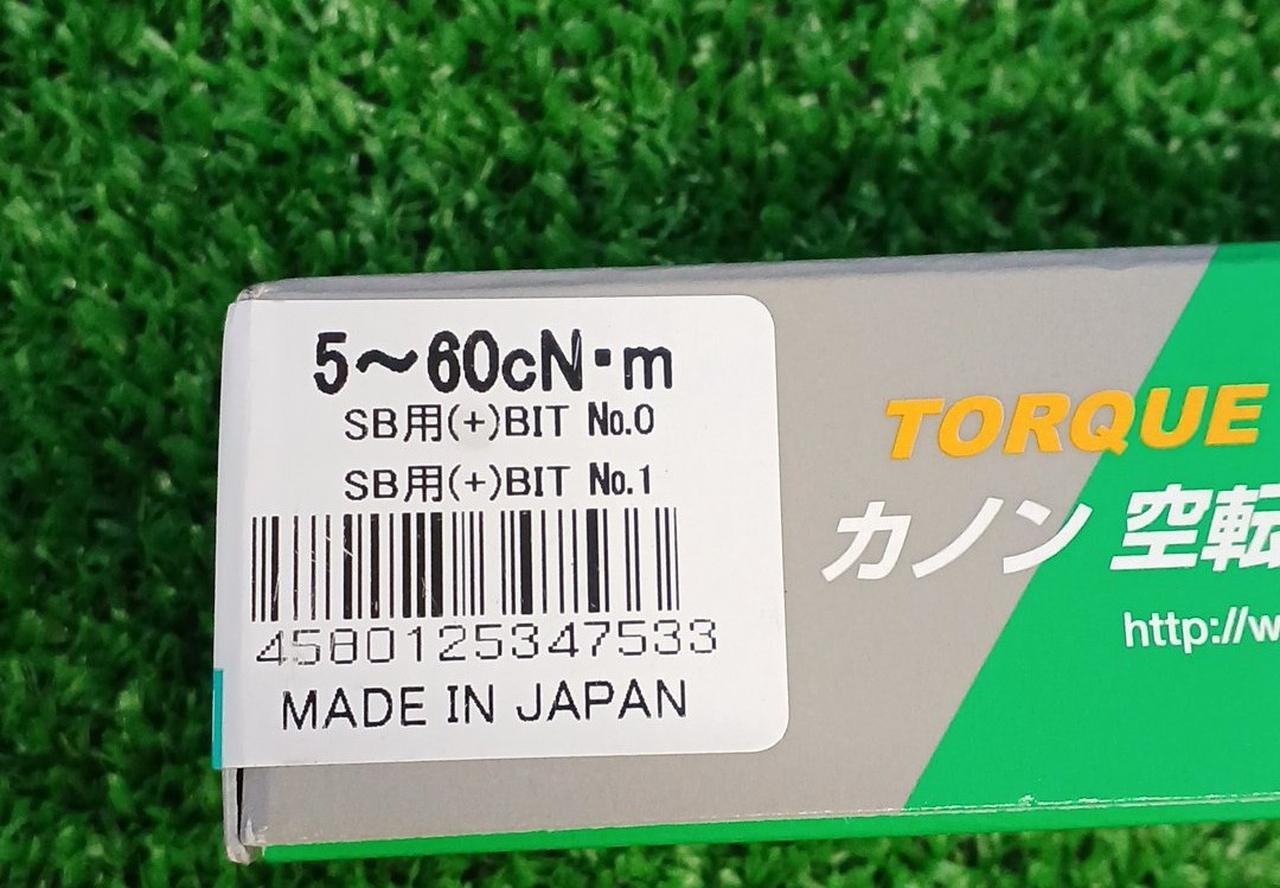 5～60cN・m
SB用(+)BIT No.0
SB用(+)BIT No.1
4580125347533
MADE IN JAPAN
TORQUE
カノン 空転
http://w